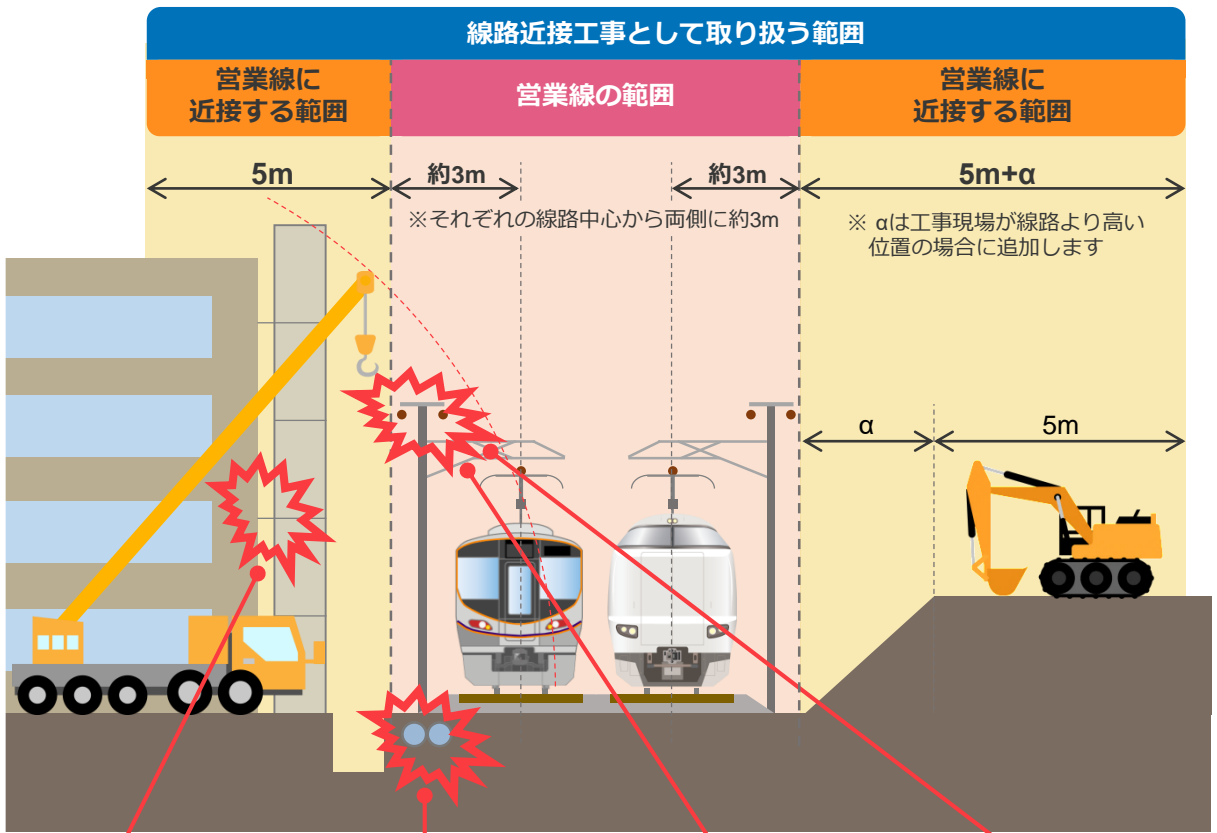 線路近接工事として取り扱う範囲
営業線に
近接する範囲
営業線の範囲
営業線に
近接する範囲
5m
約3m
約3m
5m+α
※それぞれの線路中心から両側に約3m
※ αは工事現場が線路より高い
位置の場合に追加します
α
5m